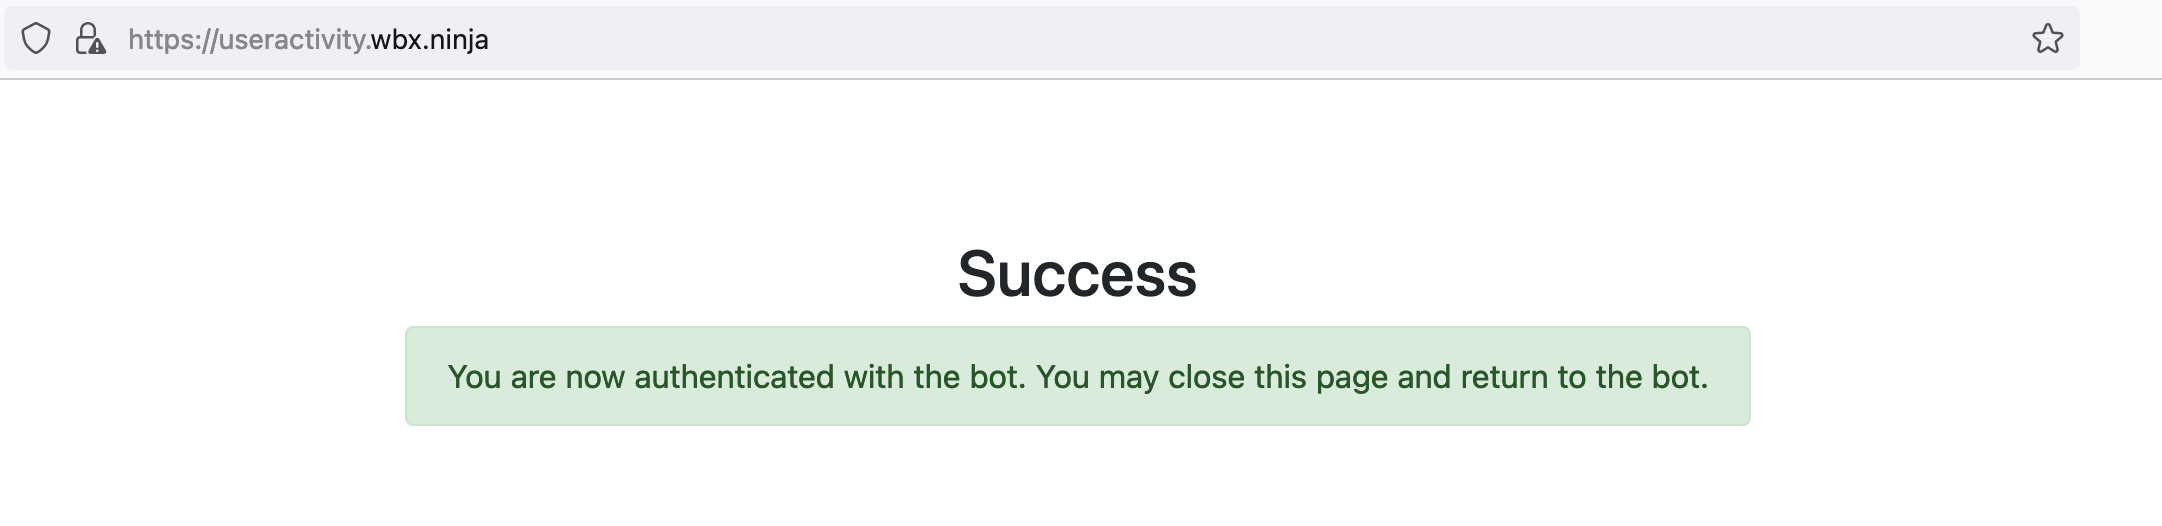 https://useractivity.wbx.ninja
Success
You are now authenticated with the bot. You may close this page and return to the bot.